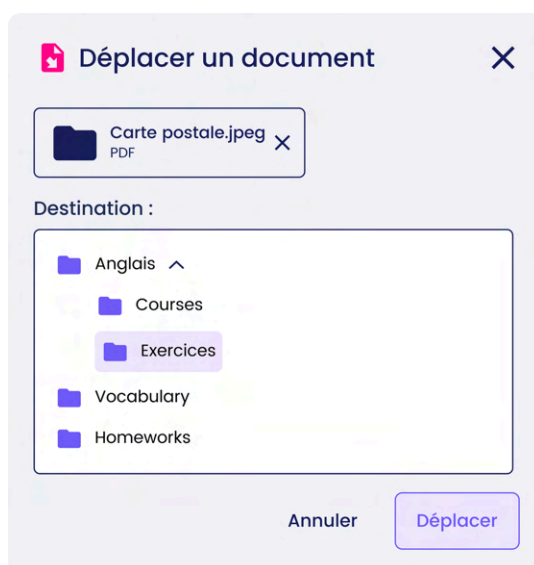 Déplacer un document
Carte postale.jpeg
PDF
Destination :
Anglais
Courses
Exercices
Vocabulary
Homeworks
Annuler
Déplacer